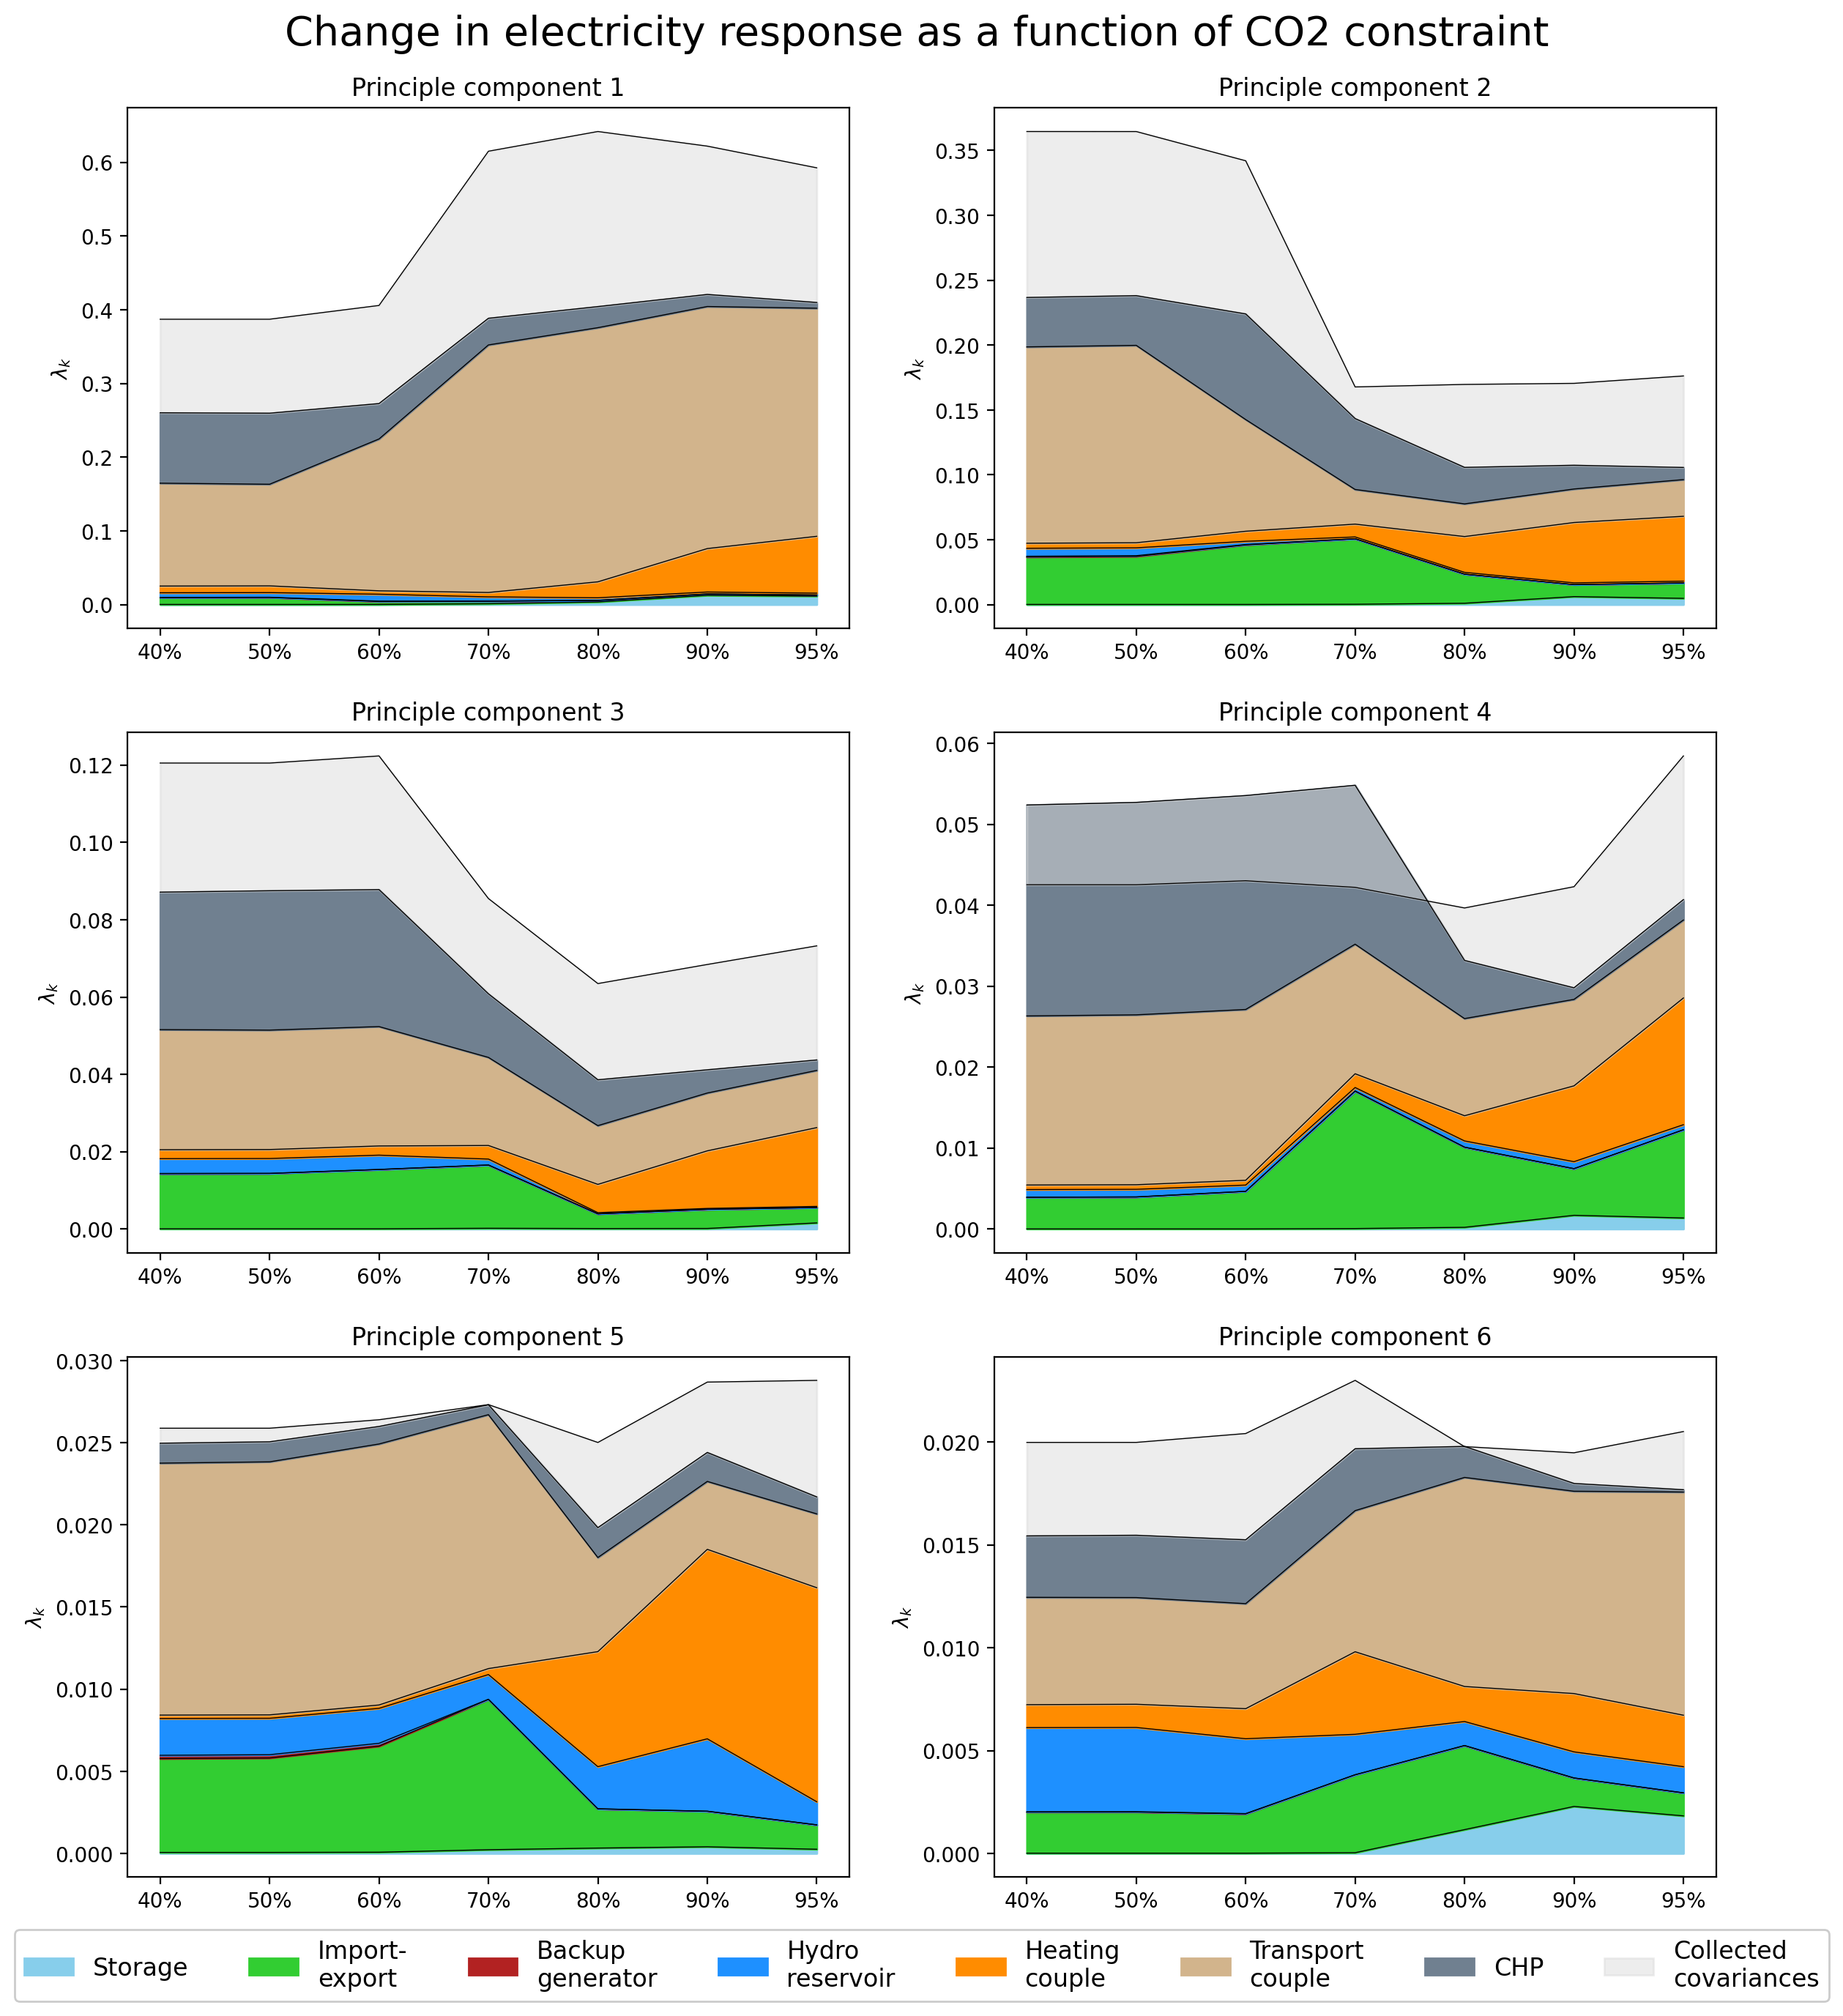 Change in electricity response as a function of CO2 constraint
Principle component 1
λk
0.6
0.5
0.4
0.3
0.2
0.1
0.0
40% 50% 60% 70% 80% 90% 95%
Principle component 2
λk
0.35
0.30
0.25
0.20
0.15
0.10
0.05
0.00
40% 50% 60% 70% 80% 90% 95%
Principle component 3
λk
0.12
0.10
0.08
0.06
0.04
0.02
0.00
40% 50% 60% 70% 80% 90% 95%
Principle component 4
λk
0.06
0.05
0.04
0.03
0.02
0.01
0.00
40% 50% 60% 70% 80% 90% 95%
Principle component 5
λk
0.030
0.025
0.020
0.015
0.010
0.005
0.000
40% 50% 60% 70% 80% 90% 95%
Principle component 6
λk
0.020
0.015
0.010
0.005
0.000
40% 50% 60% 70% 80% 90% 95%
Storage
Import-
export
Backup
generator
Hydro
reservoir
Heating
couple
Transport
couple
CHP
Collected
covariances